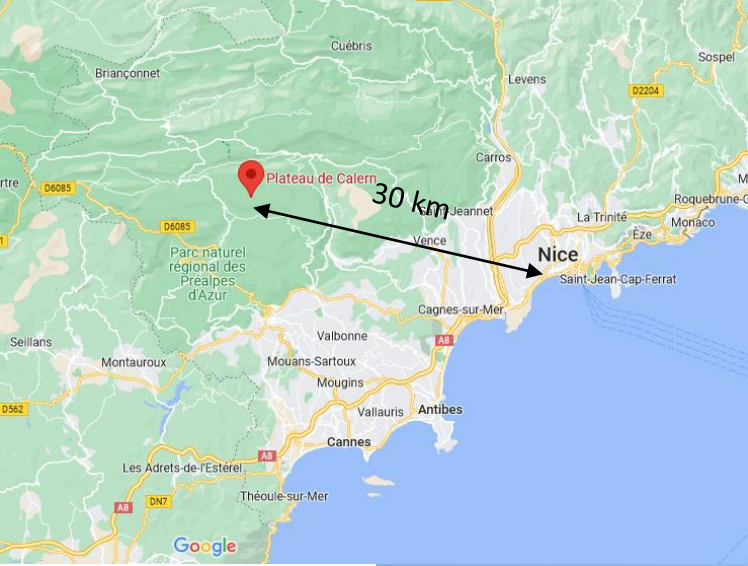 Cuébris
Sospel
Briançonnet
Levens
D2204
Carros
Plateau de Calern
D6085
30 km
Saint-Jeannet
Roquebrune-C
La Trinité
Monaco
D6085
Eze
Vence
Parc naturel
régional des
Préalpes
d'Azur
Nice
Saint-Jean-Cap-Ferrat
Cagnes-sur-Mer
Seillans
Valbonne
A8
Montauroux
Mouans-Sartoux
Mougins
D562
Vallauris
Antibes
Cannes
A8
Les Adrets-de-l'Estérel
Théoule-sur-Mer
DN7
A8
Google